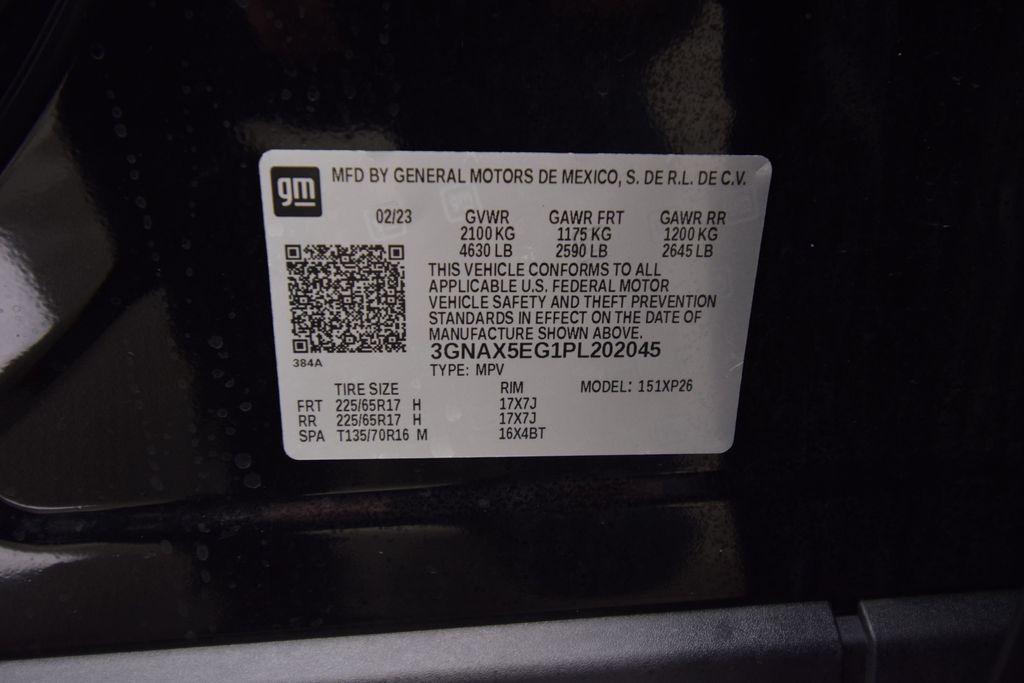 gm MFD BY GENERAL MOTORS DE MEXICO, S. DE R.L. DE C.V.
02/23 GVWR GAWR FRT GAWR RR
2100 KG 1175 KG 1200 KG
4630 LB 2590 LB 2645 LB
THIS VEHICLE CONFORMS TO ALL
APPLICABLE U.S. FEDERAL MOTOR
VEHICLE SAFETY AND THEFT PREVENTION
STANDARDS IN EFFECT ON THE DATE OF
MANUFACTURE SHOWN ABOVE.
3GNAX5EG1PL202045
384A
TYPE: MPV
TIRE SIZE RIM MODEL: 151XP26
FRT 225/65R17 H 17X7J
RR 225/65R17 H 17X7J
SPA T135/70R16 M 16X4BT